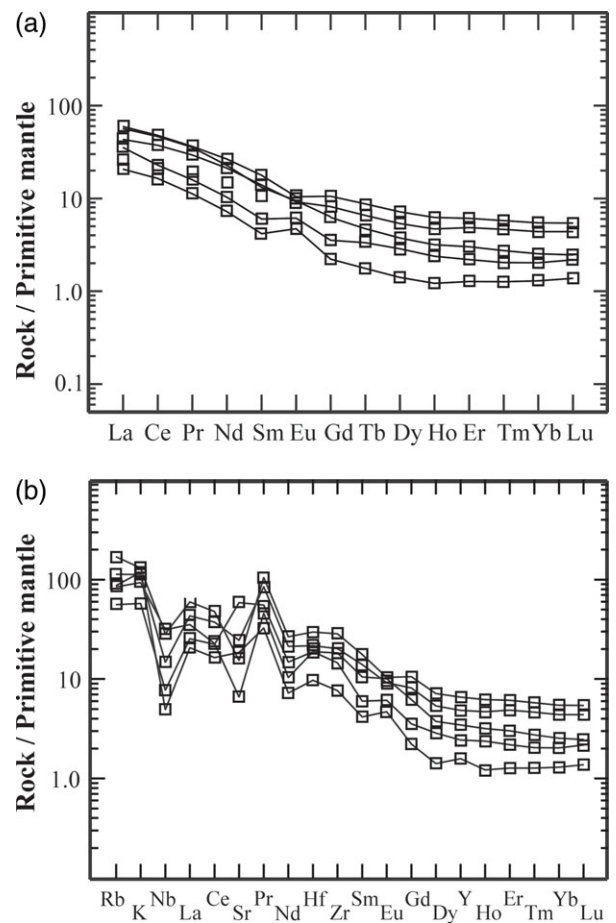 (a)
Rock / Primitive mantle
100
10
1.0
0.1
La Ce Pr Nd Sm Eu Gd Tb Dy Ho Er Tm Yb Lu
(b)
Rock / Primitive mantle
100
10
1.0
Rb K Nb La Ce Sr Pr Nd Hf Zr Sm Eu Gd Dy Y Ho Er Tm Yb Lu